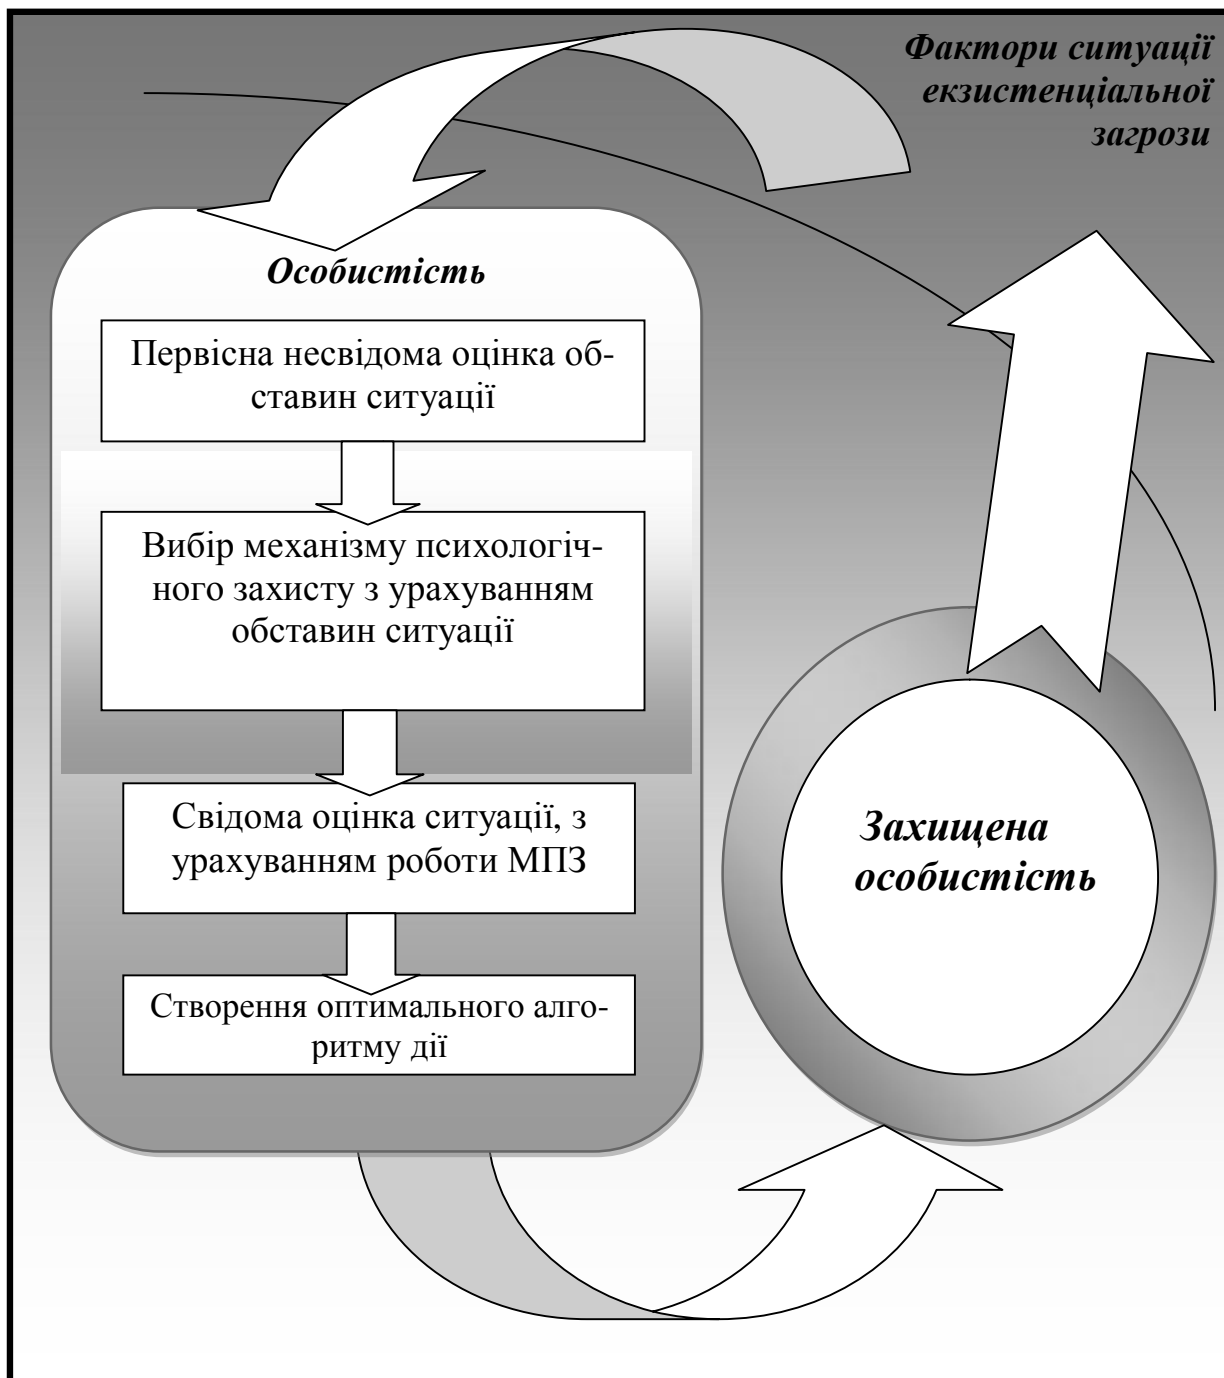 Фактори ситуації
екзистенціальної
загрози
Особистість
Первісна несвідома оцінка об-
ставин ситуації
Вибір механізму психологіч-
ного захисту з урахуванням
обставин ситуації
Свідома оцінка ситуації, з
урахуванням роботи МПЗ
Створення оптимального алго-
ритму дії
Захищена
особистість